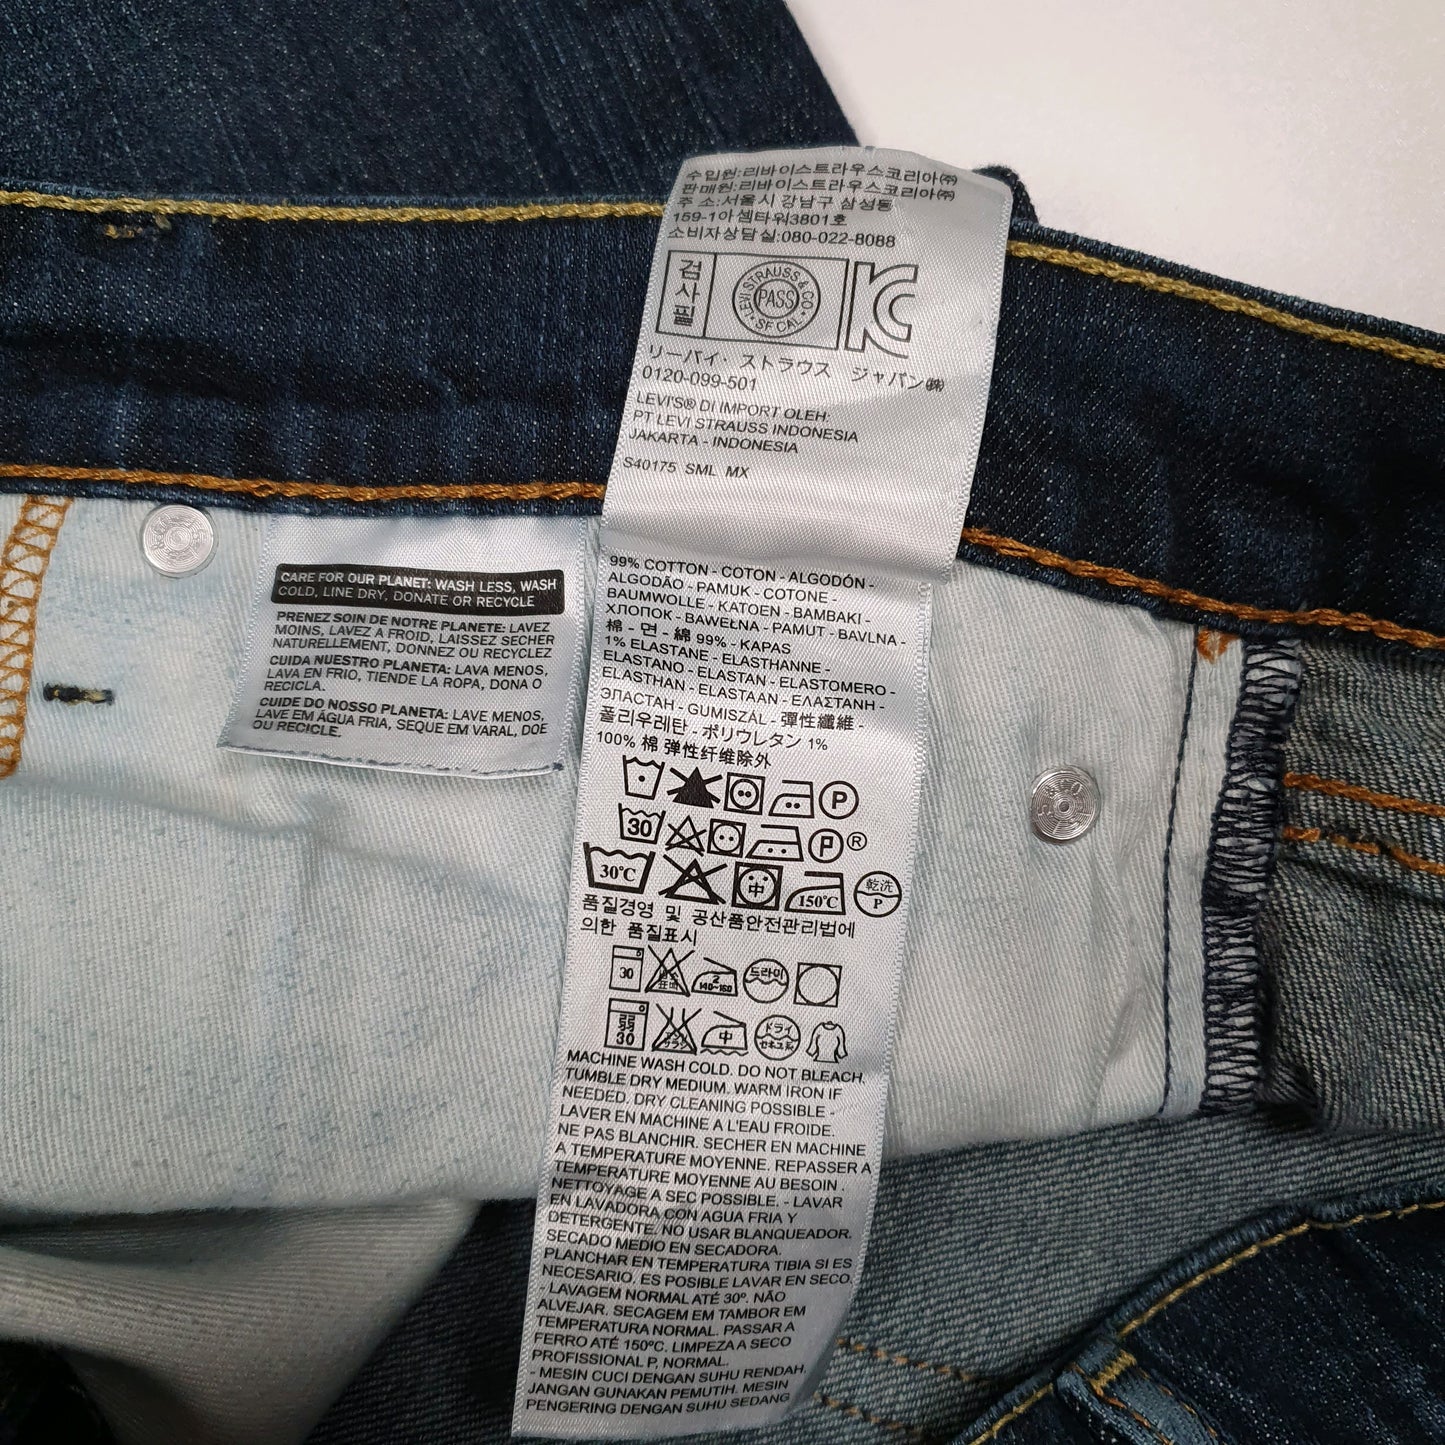 수입원:리바이스트라우스코리아㈜
판매원:리바이스트라우스코리아㈜
주 소:서울시 강남구 삼성동
159-1아셈타워3801호
소비자상담실:080-022-8088
검사필
LEVI STRAUSS & CO
PASS
SF CAL
リーバイ・ストラウス ジャパン㈱
0120-099-501
LEVI'S® DI IMPORT OLEH:
PT LEVI STRAUSS INDONESIA
JAKARTA - INDONESIA
S40175 SML MX
CARE FOR OUR PLANET: WASH LESS, WASH
COLD, LINE DRY, DONATE OR RECYCLE
PRENEZ SOIN DE NOTRE PLANETE: LAVEZ
MOINS, LAVEZ A FROID, LAISSEZ SECHER
NATURELLEMENT, DONNEZ OU RECYCLEZ
CUIDA NUESTRO PLANETA: LAVA MENOS,
LAVA EN FRIO, TIENDE LA ROPA, DONA O
RECICLA.
CUIDE DO NOSSO PLANETA: LAVE MENOS,
LAVE EM ÁGUA FRIA, SEQUE EM VARAL, DOE
OU RECICLE.
99% COTTON - COTON - ALGODÓN -
ALGODÃO - PAMUK - COTONE -
BAUMWOLLE - KATOEN - BAMBAKI -
ХЛОПОК - BAWEŁNA - PAMUT - BAVLNA -
棉 - 면 - 綿 99% - KAPAS
1% ELASTANE - ELASTHANNE -
ELASTANO - ELASTAN - ELASTOMERO -
ELASTHAN - ELASTAAN - ΕΛΑΣΤΑΝΗ -
ЭЛАСТАН - GUMISZÁL - 彈性纖維 -
폴리우레탄 - ポリウレタン 1%
100% 棉 弹性纤维除外
P
30 P®
30°C 中 150°C 乾洗 P
품질경영 및 공산품안전관리법에
의한 품질표시
30 2 140~160 드라이
弱 30 中 ドライ セキユ系
MACHINE WASH COLD. DO NOT BLEACH.
TUMBLE DRY MEDIUM. WARM IRON IF
NEEDED. DRY CLEANING POSSIBLE -
LAVER EN MACHINE A L'EAU FROIDE.
NE PAS BLANCHIR. SECHER EN MACHINE
A TEMPERATURE MOYENNE. REPASSER A
TEMPERATURE MOYENNE AU BESOIN .
NETTOYAGE A SEC POSSIBLE. - LAVAR
EN LAVADORA CON AGUA FRIA Y
DETERGENTE. NO USAR BLANQUEADOR.
SECADO MEDIO EN SECADORA.
PLANCHAR EN TEMPERATURA TIBIA SI ES
NECESARIO. ES POSIBLE LAVAR EN SECO.
- LAVAGEM NORMAL ATÉ 30º. NÃO
ALVEJAR. SECAGEM EM TAMBOR EM
TEMPERATURA NORMAL. PASSAR A
FERRO ATÉ 150ºC. LIMPEZA A SECO
PROFISSIONAL P, NORMAL.
- MESIN CUCI DENGAN SUHU RENDAH,
JANGAN GUNAKAN PEMUTIH. MESIN
PENGERING DENGAN SUHU SEDANG